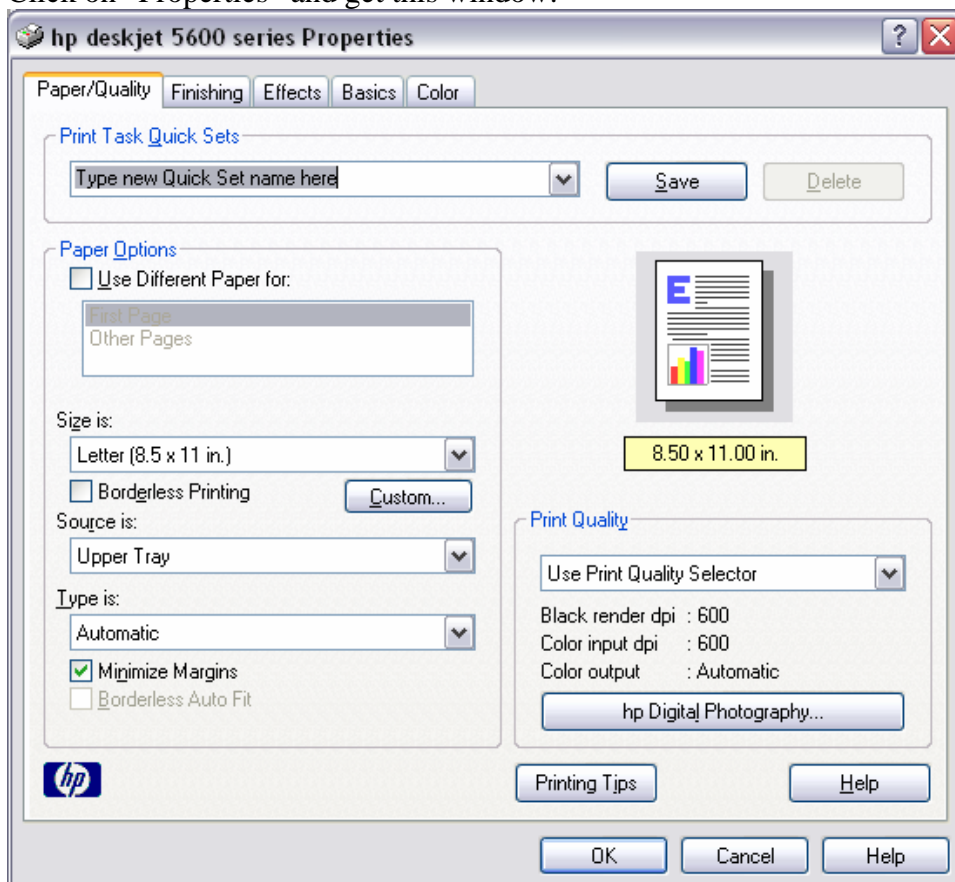 Click on "Properties" and get this window:
hp deskjet 5600 series Properties
?
Paper/Quality Finishing Effects Basics Color
Print Task Quick Sets
Type new Quick Set name here
Save
Delete
Paper Options
Use Different Paper for:
First Page
Other Pages
E
8.50 x 11.00 in.
Size is:
Letter (8.5 x 11 in.)
Borderless Printing
Custom...
Source is:
Upper Tray
Type is:
Automatic
Minimize Margins
Borderless Auto Fit
Print Quality
Use Print Quality Selector
Black render dpi : 600
Color input dpi : 600
Color output : Automatic
hp Digital Photography...
hp
Printing Tips
Help
OK
Cancel
Help